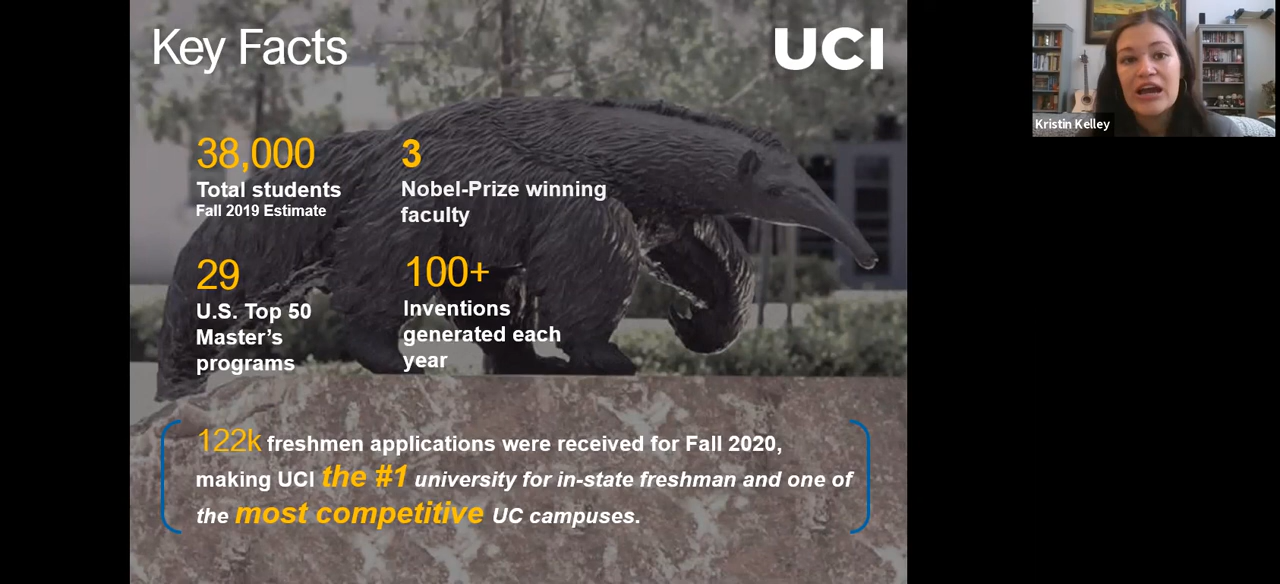 Key Facts
UCI
38,000
Total students
Fall 2019 Estimate
3
Nobel-Prize winning
faculty
29
U.S. Top 50
Master’s
programs
100+
Inventions
generated each
year
122k freshmen applications were received for Fall 2020,
making UCI the #1 university for in-state freshman and one of
the most competitive UC campuses.
Kristin Kelley